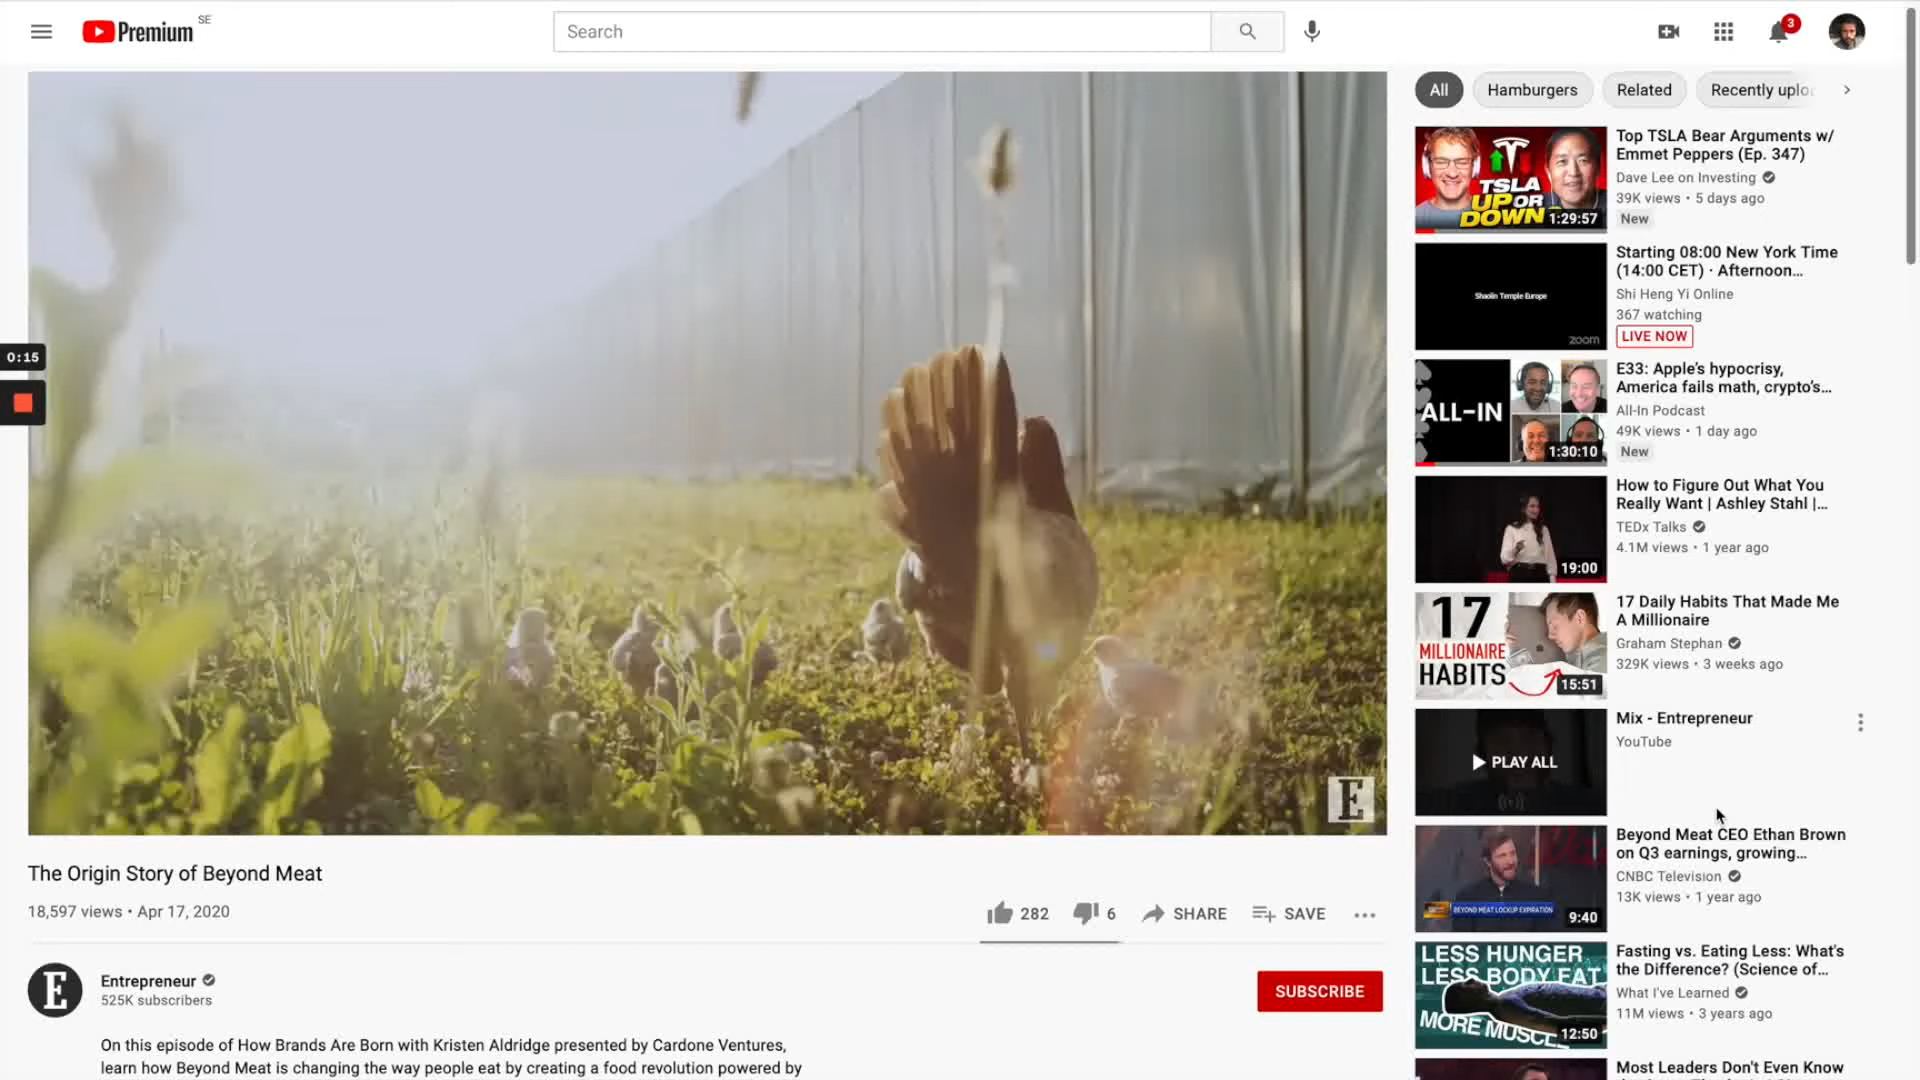 Premium SE
Search
3
All
Hamburgers
Related
Recently uplo
0:15
E
TSLA
UP OR
DOWN
1:29:57
Top TSLA Bear Arguments w/
Emmet Peppers (Ep. 347)
Dave Lee on Investing
39K views • 5 days ago
New
Shaolin Temple Europe
zoom
Starting 08:00 New York Time
(14:00 CET) · Afternoon...
Shi Heng Yi Online
367 watching
LIVE NOW
ALL-IN
1:30:10
E33: Apple's hypocrisy,
America fails math, crypto's...
All-In Podcast
49K views • 1 day ago
New
19:00
How to Figure Out What You
Really Want | Ashley Stahl |...
TEDx Talks
4.1M views • 1 year ago
17
MILLIONAIRE
HABITS
15:51
17 Daily Habits That Made Me
A Millionaire
Graham Stephan
329K views • 3 weeks ago
PLAY ALL
Mix - Entrepreneur
YouTube
BEYOND MEAT LOCKUP EXPIRATION
9:40
Beyond Meat CEO Ethan Brown
on Q3 earnings, growing...
CNBC Television
13K views • 1 year ago
LESS HUNGER
LESS BODY FAT
MORE MUSCLE
12:50
Fasting vs. Eating Less: What's
the Difference? (Science of...
What I've Learned
11M views • 3 years ago
Most Leaders Don't Even Know
The Origin Story of Beyond Meat
18,597 views • Apr 17, 2020
282
6
SHARE
SAVE
E
Entrepreneur
525K subscribers
SUBSCRIBE
On this episode of How Brands Are Born with Kristen Aldridge presented by Cardone Ventures,
learn how Beyond Meat is changing the way people eat by creating a food revolution powered by